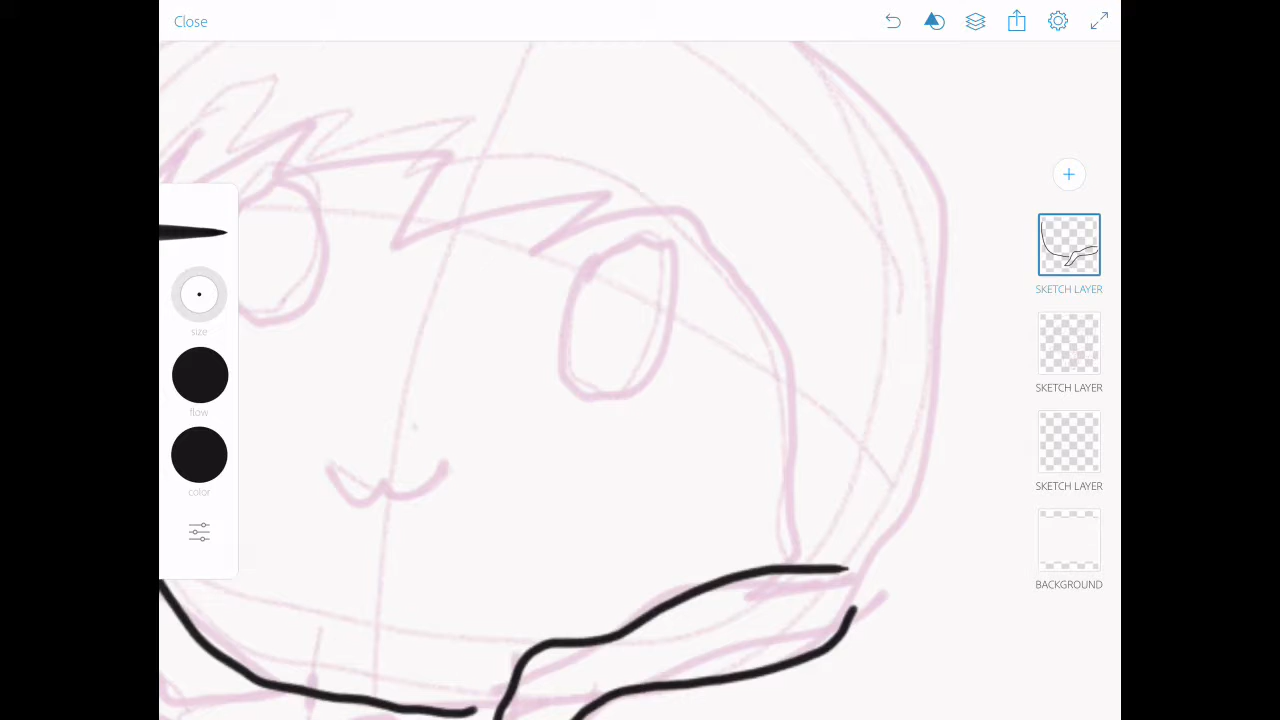 Close
size
flow
color
SKETCH LAYER
SKETCH LAYER
SKETCH LAYER
BACKGROUND